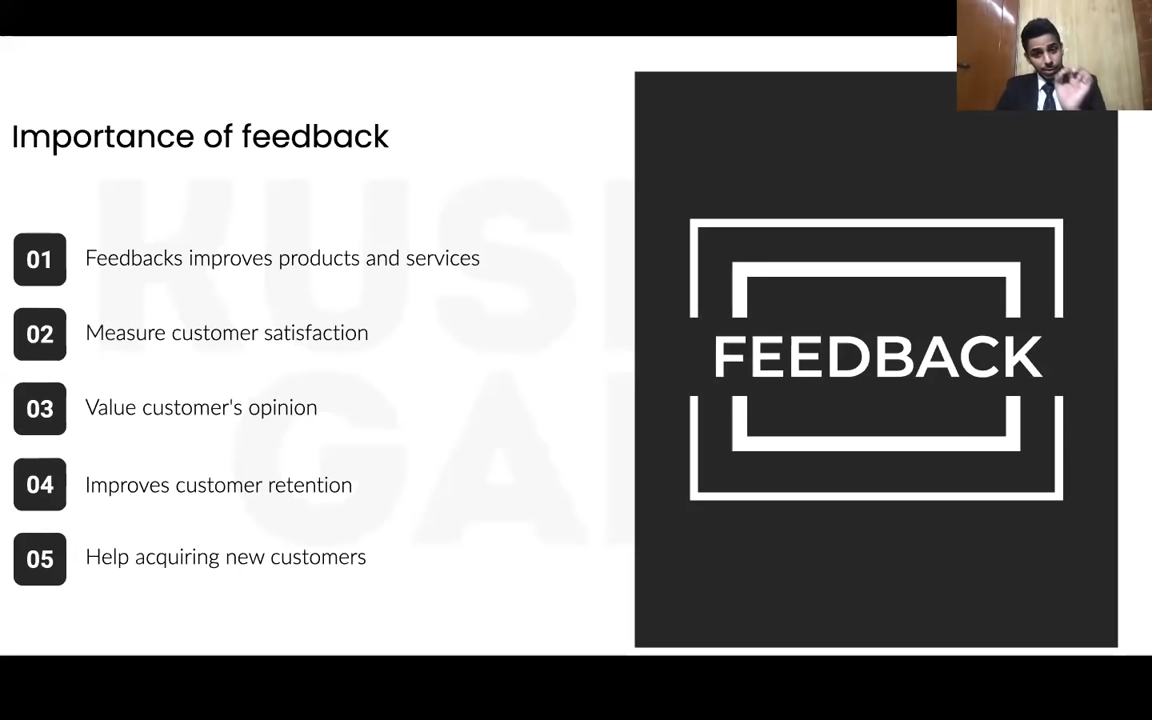 Importance of feedback
01 Feedbacks improves products and services
02 Measure customer satisfaction
03 Value customer's opinion
04 Improves customer retention
05 Help acquiring new customers
FEEDBACK